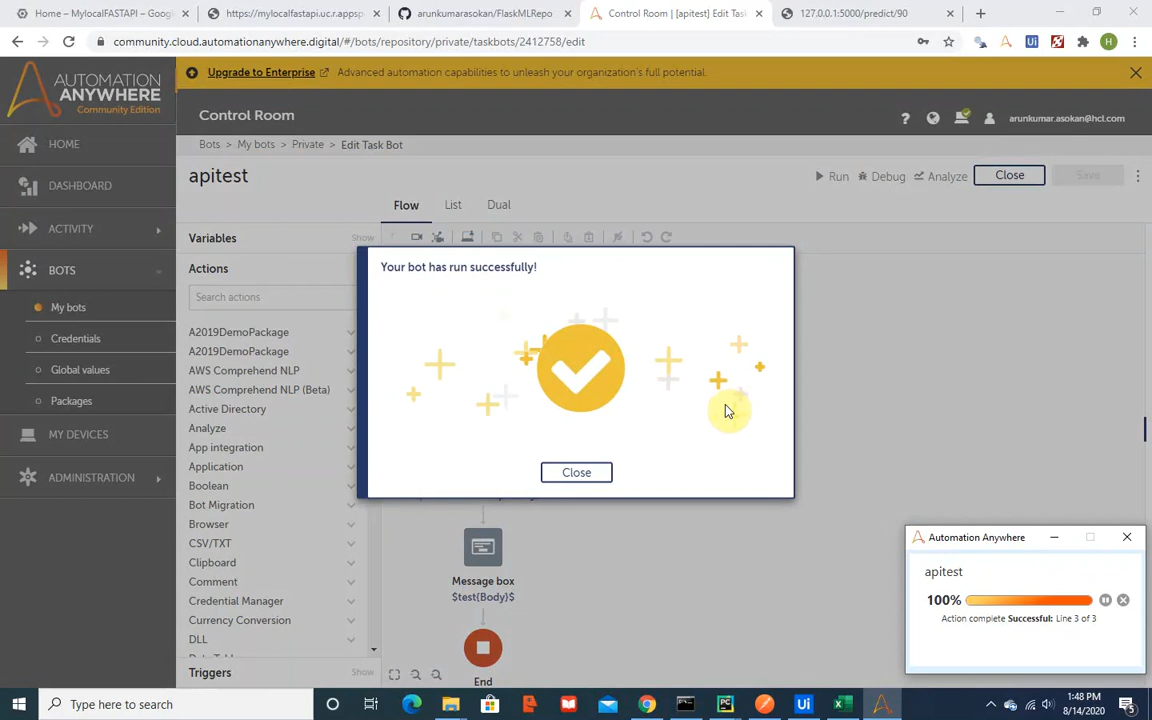 Home – MylocalFASTAPI – Googl
https://mylocalfastapi.uc.r.appsp
arunkumarasokan/FlaskMLRepo
Control Room | [apitest] Edit Tas
127.0.0.1:5000/predict/90
community.cloud.automationanywhere.digital/#/bots/repository/private/taskbots/2412758/edit
H
AUTOMATION
ANYWHERE
Community Edition
Upgrade to Enterprise
Advanced automation capabilities to unleash your organization's full potential.
Control Room
arunkumar.asokan@hcl.com
Bots > My bots > Private > Edit Task Bot
apitest
Run
Debug
Analyze
Close
Save
Flow
List
Dual
HOME
DASHBOARD
ACTIVITY
BOTS
My bots
Credentials
Global values
Packages
MY DEVICES
ADMINISTRATION
Variables
Show
Actions
Search actions
A2019DemoPackage
A2019DemoPackage
AWS Comprehend NLP
AWS Comprehend NLP (Beta)
Active Directory
Analyze
App integration
Application
Boolean
Bot Migration
Browser
CSV/TXT
Clipboard
Comment
Credential Manager
Currency Conversion
DLL
Triggers
Show
Your bot has run successfully!
Close
Message box
$test{Body}$
End
Automation Anywhere
apitest
100%
Action complete Successful: Line 3 of 3
Type here to search
PC
Ui
1:48 PM
8/14/2020
5